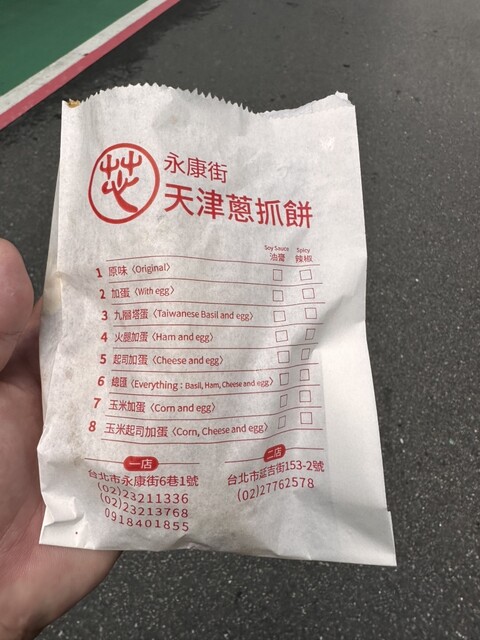 永康街
天津蔥抓餅
Soy Sauce Spicy
油膏 辣椒
1 原味〈Original〉
2 加蛋〈With egg〉
3 九層塔蛋〈Taiwanese Basil and egg〉
4 火腿加蛋〈Ham and egg〉
5 起司加蛋〈Cheese and egg〉
6 總匯〈Everything : Basil, Ham, Cheese and egg〉
7 玉米加蛋〈Corn and egg〉
8 玉米起司加蛋〈Corn, Cheese and egg〉
一店
台北市永康街6巷1號
(02)23211336
(02)23213768
0918401855
二店
台北市延吉街153-2號
(02)27762578